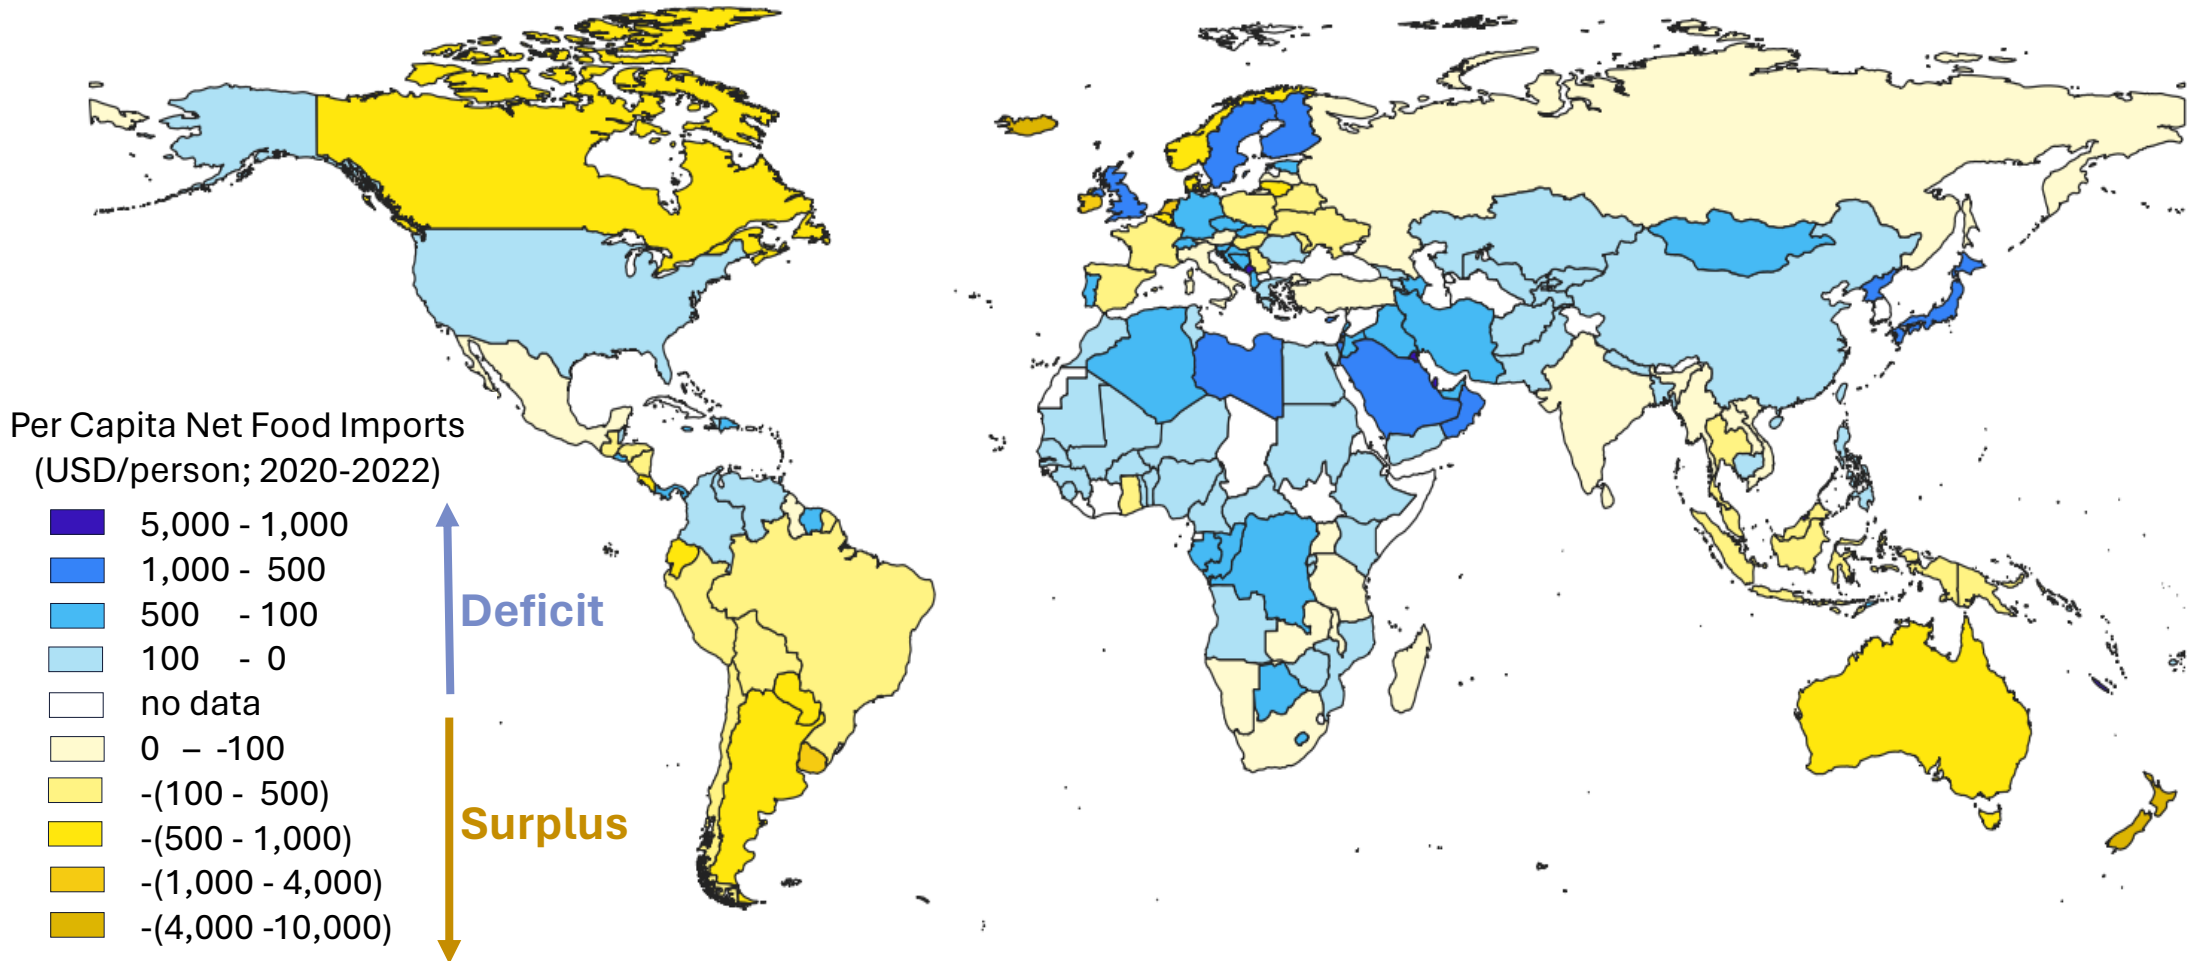 Per Capita Net Food Imports
(USD/person; 2020-2022)
5,000 - 1,000
1,000 - 500
500 - 100
100 - 0
no data
0 – -100
-(100 - 500)
-(500 - 1,000)
-(1,000 - 4,000)
-(4,000 -10,000)
Deficit
Surplus